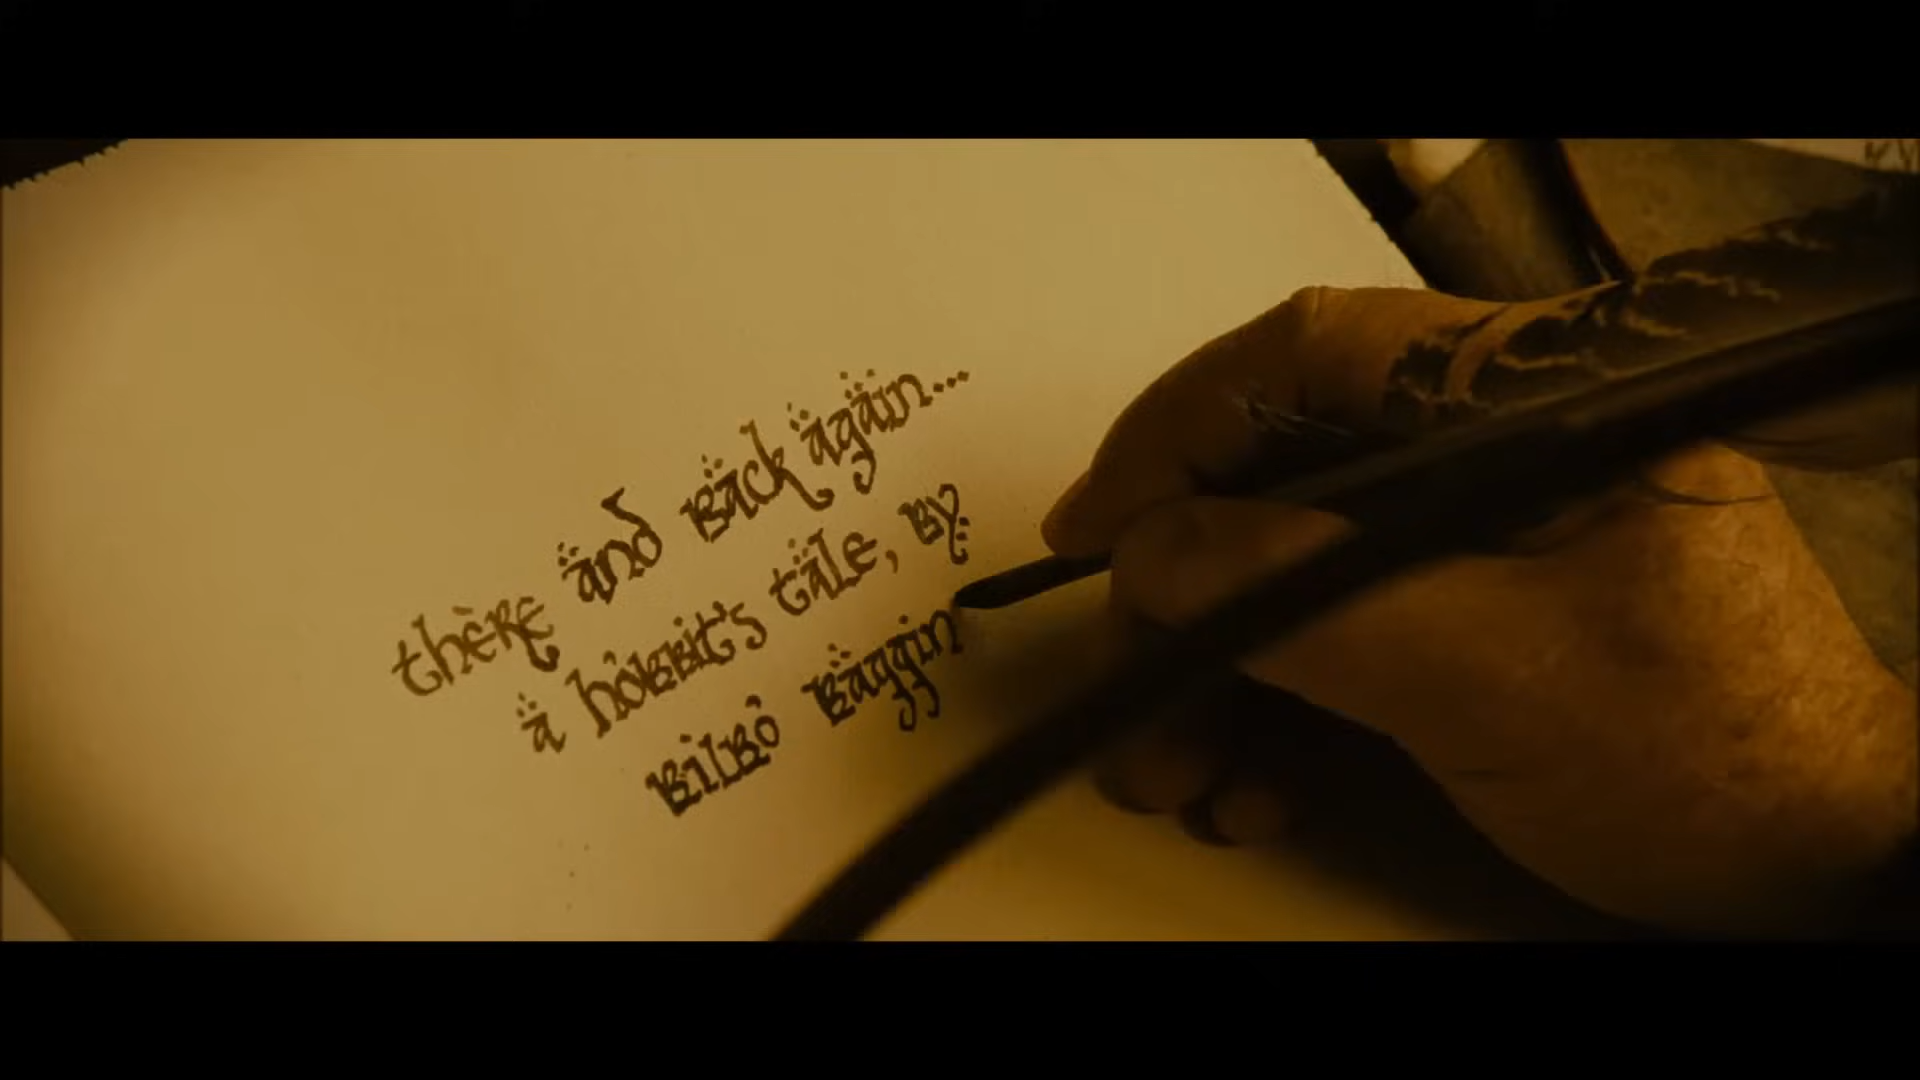 there and Back again...
a hobbit's tale, By
Bilbo Baggin